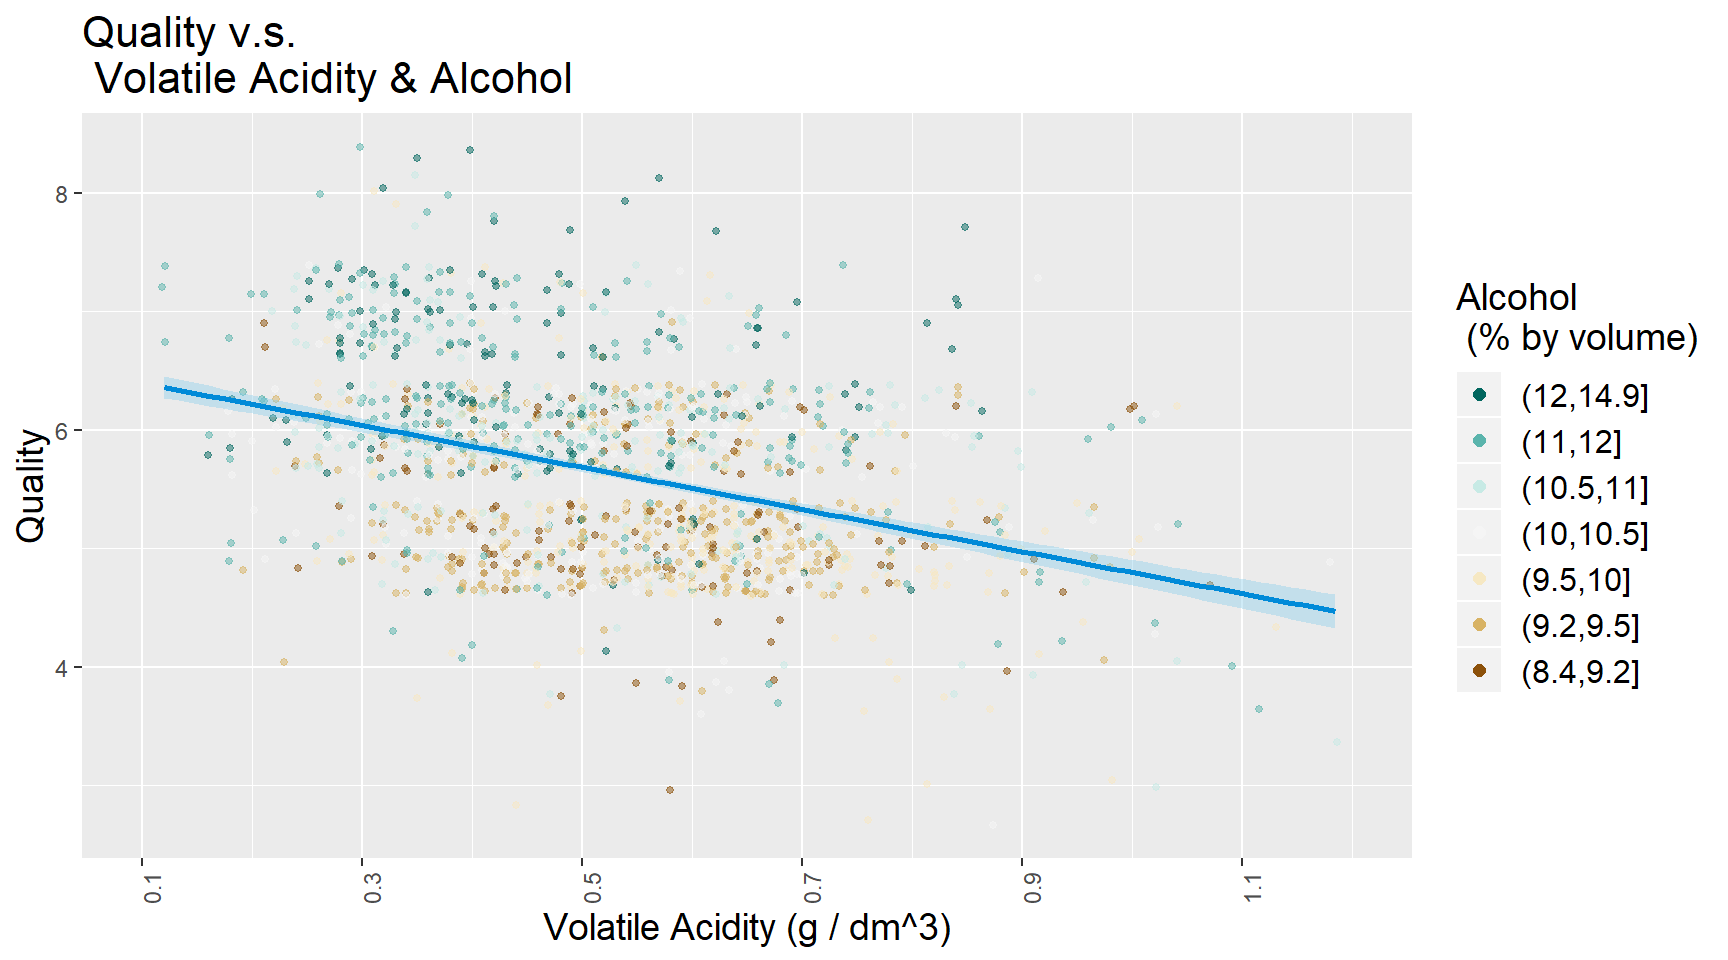 Quality v.s.
Volatile Acidity & Alcohol
8
6
4
Quality
0.1
0.3
0.5
0.7
0.9
1.1
Volatile Acidity (g / dm^3)
Alcohol
(% by volume)
(12,14.9]
(11,12]
(10.5,11]
(10,10.5]
(9.5,10]
(9.2,9.5]
(8.4,9.2]